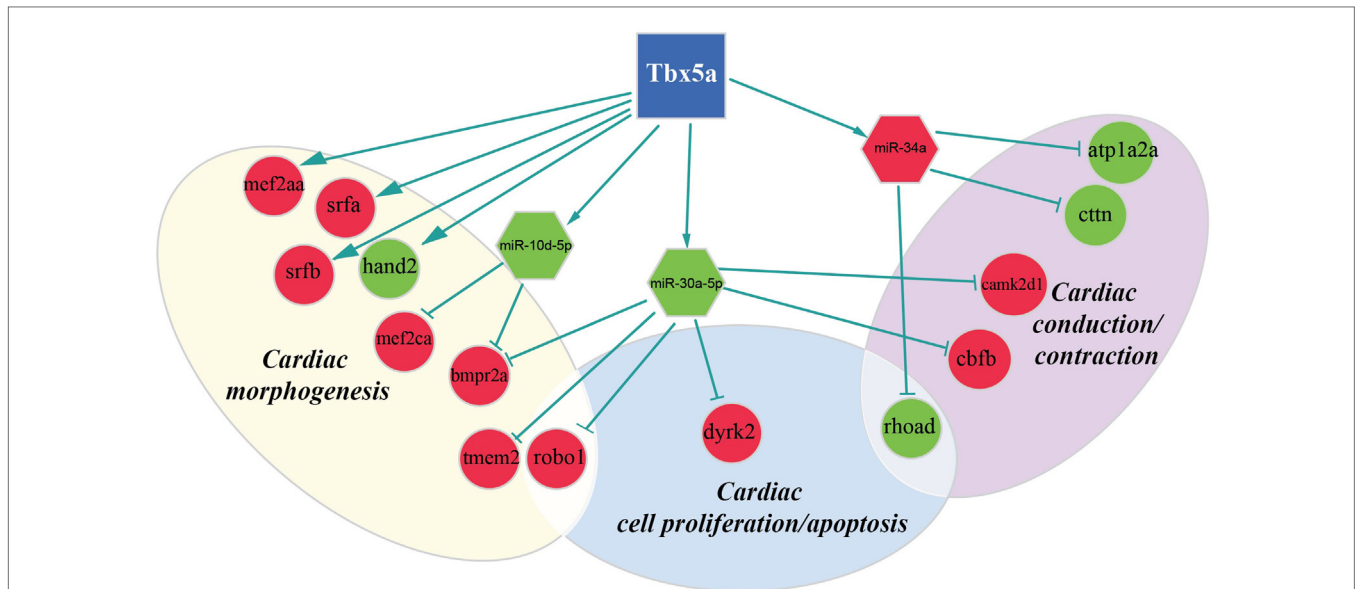 Tbx5a
miR-34a
atp1a2a
mef2aa
srfa
cttn
miR-10d-5p
srfb
hand2
miR-30a-5p
camk2d1
Cardiac
conduction/
contraction
mef2ca
cbfb
Cardiac
morphogenesis
bmpr2a
rhoad
dyrk2
tmem2
robo1
Cardiac
cell proliferation/apoptosis